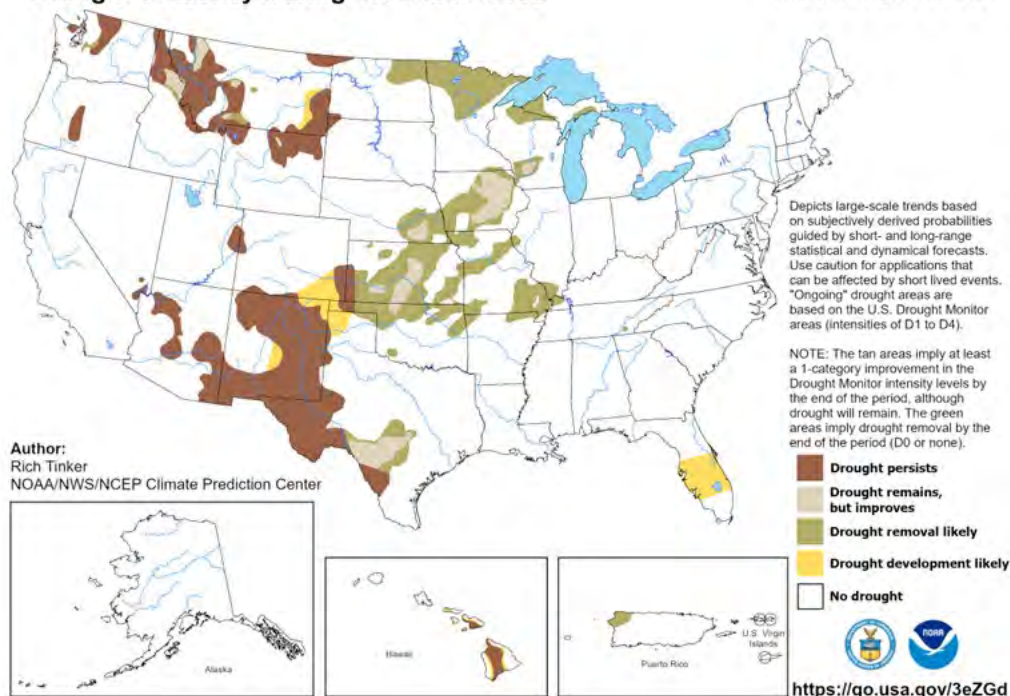 Depicts large-scale trends based
on subjectively derived probabilities
guided by short- and long-range
statistical and dynamical forecasts.
Use caution for applications that
can be affected by short lived events.
"Ongoing" drought areas are
based on the U.S. Drought Monitor
areas (intensities of D1 to D4).
NOTE: The tan areas imply at least
a 1-category improvement in the
Drought Monitor intensity levels by
the end of the period, although
drought will remain. The green
areas imply drought removal by the
end of the period (D0 or none).
Author:
Rich Tinker
NOAA/NWS/NCEP Climate Prediction Center
Drought persists
Drought remains,
but improves
Drought removal likely
Drought development likely
No drought
Alaska
Hawaii
Puerto Rico
U.S. Virgin
Islands
NOAA
https://go.usa.gov/3eZGd